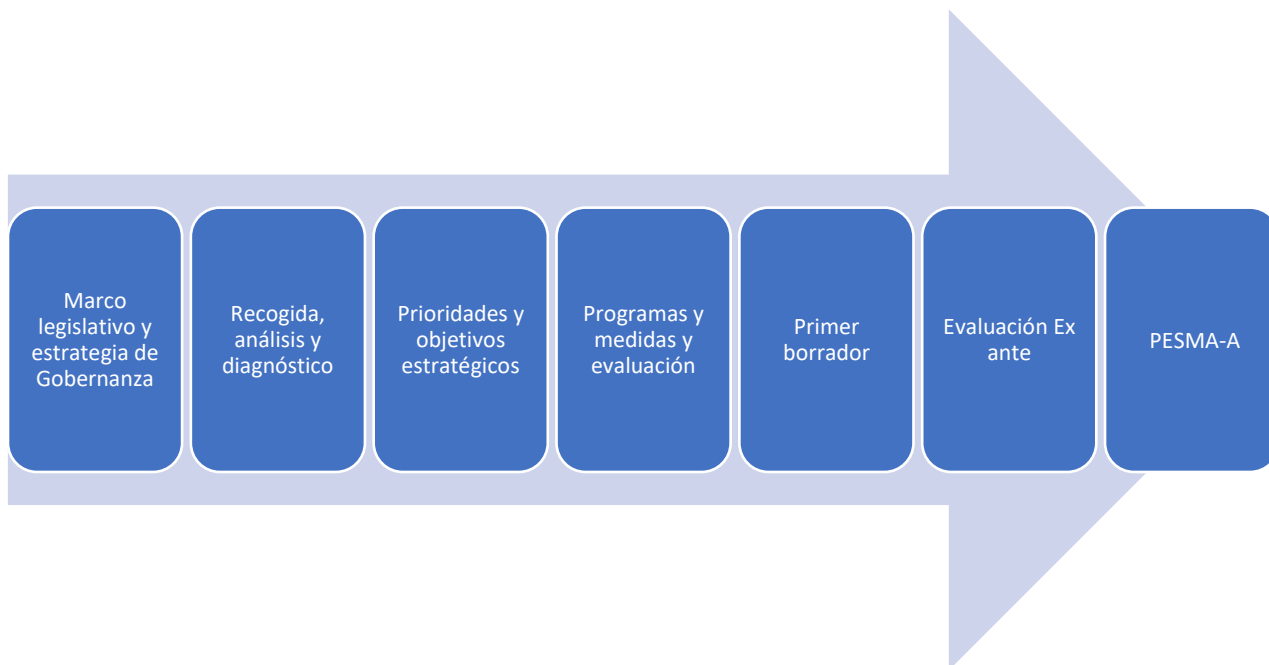 Marco
legislativo y
estrategia de
Gobernanza
Recogida,
análisis y
diagnóstico
Prioridades y
objetivos
estratégicos
Programas y
medidas y
evaluación
Primer
borrador
Evaluación Ex
ante
PESMA-A